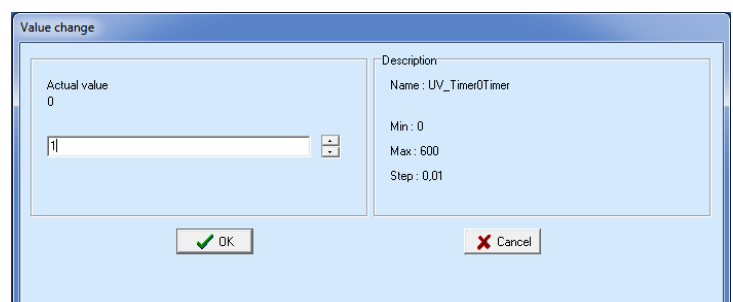 Value change
Actual value
0
1
Description
Name : UV_Timer0Timer
Min : 0
Max : 600
Step : 0,01
OK
Cancel